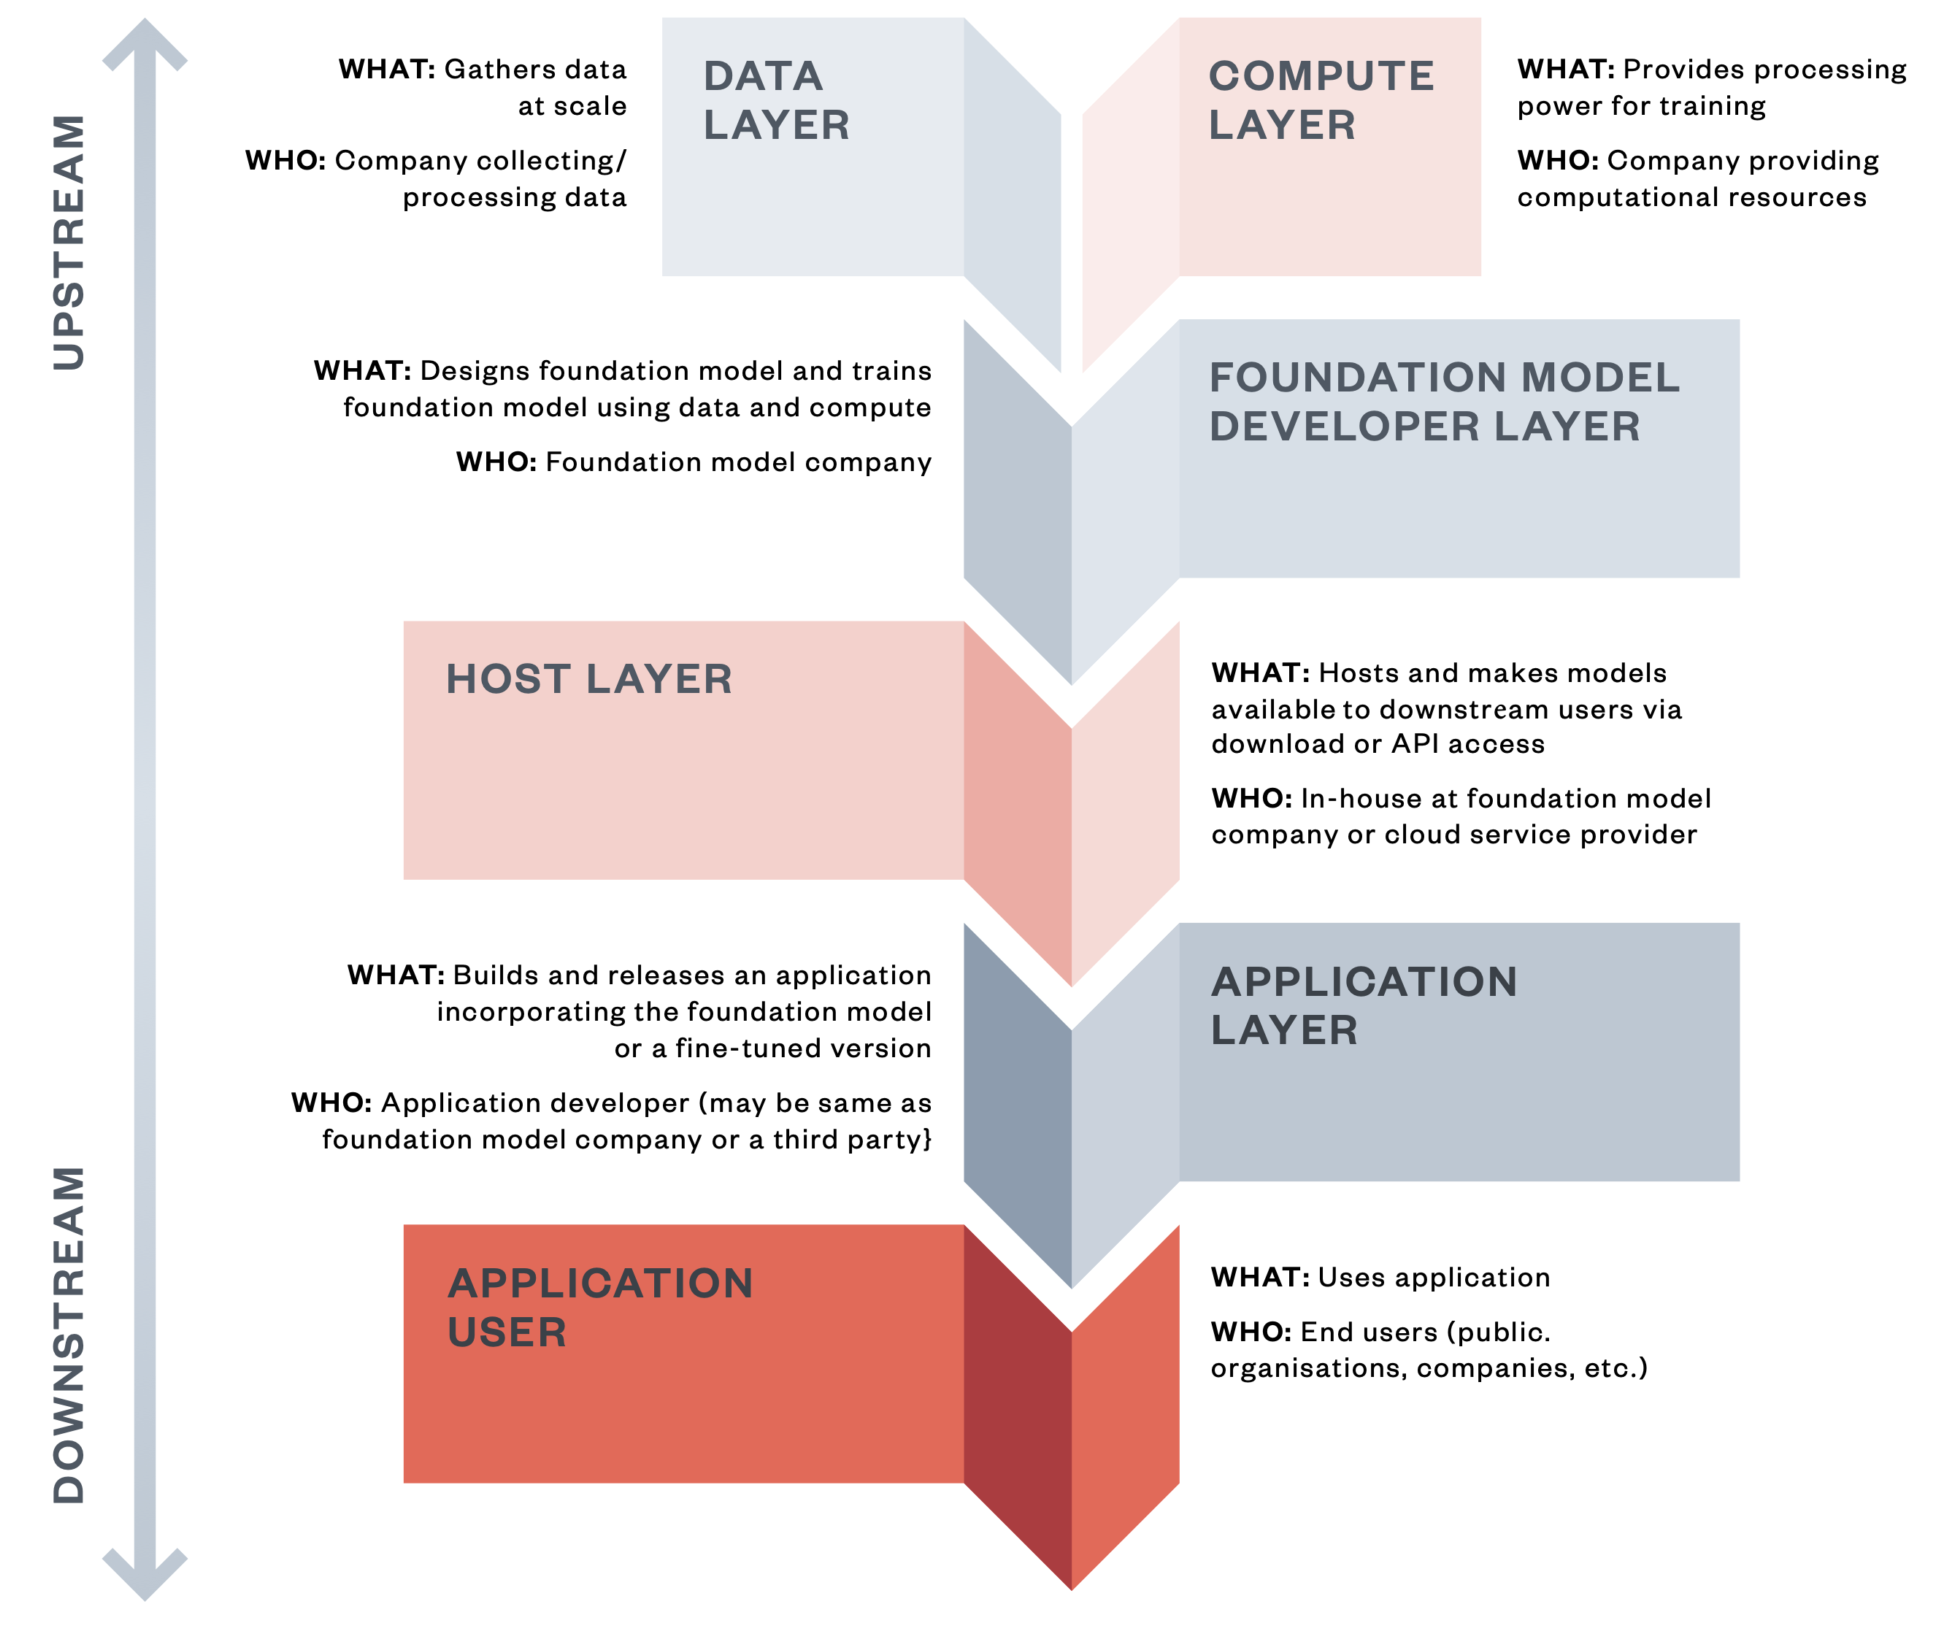 UPSTREAM
WHAT: Gathers data
at scale
WHO: Company collecting/
processing data
DATA
LAYER
COMPUTE
LAYER
WHAT: Provides processing
power for training
WHO: Company providing
computational resources
WHAT: Designs foundation model and trains
foundation model using data and compute
WHO: Foundation model company
FOUNDATION MODEL
DEVELOPER LAYER
HOST LAYER
WHAT: Hosts and makes models
available to downstream users via
download or API access
WHO: In-house at foundation model
company or cloud service provider
WHAT: Builds and releases an application
incorporating the foundation model
or a fine-tuned version
WHO: Application developer (may be same as
foundation model company or a third party}
APPLICATION
LAYER
DOWNSTREAM
APPLICATION
USER
WHAT: Uses application
WHO: End users (public.
organisations, companies, etc.)